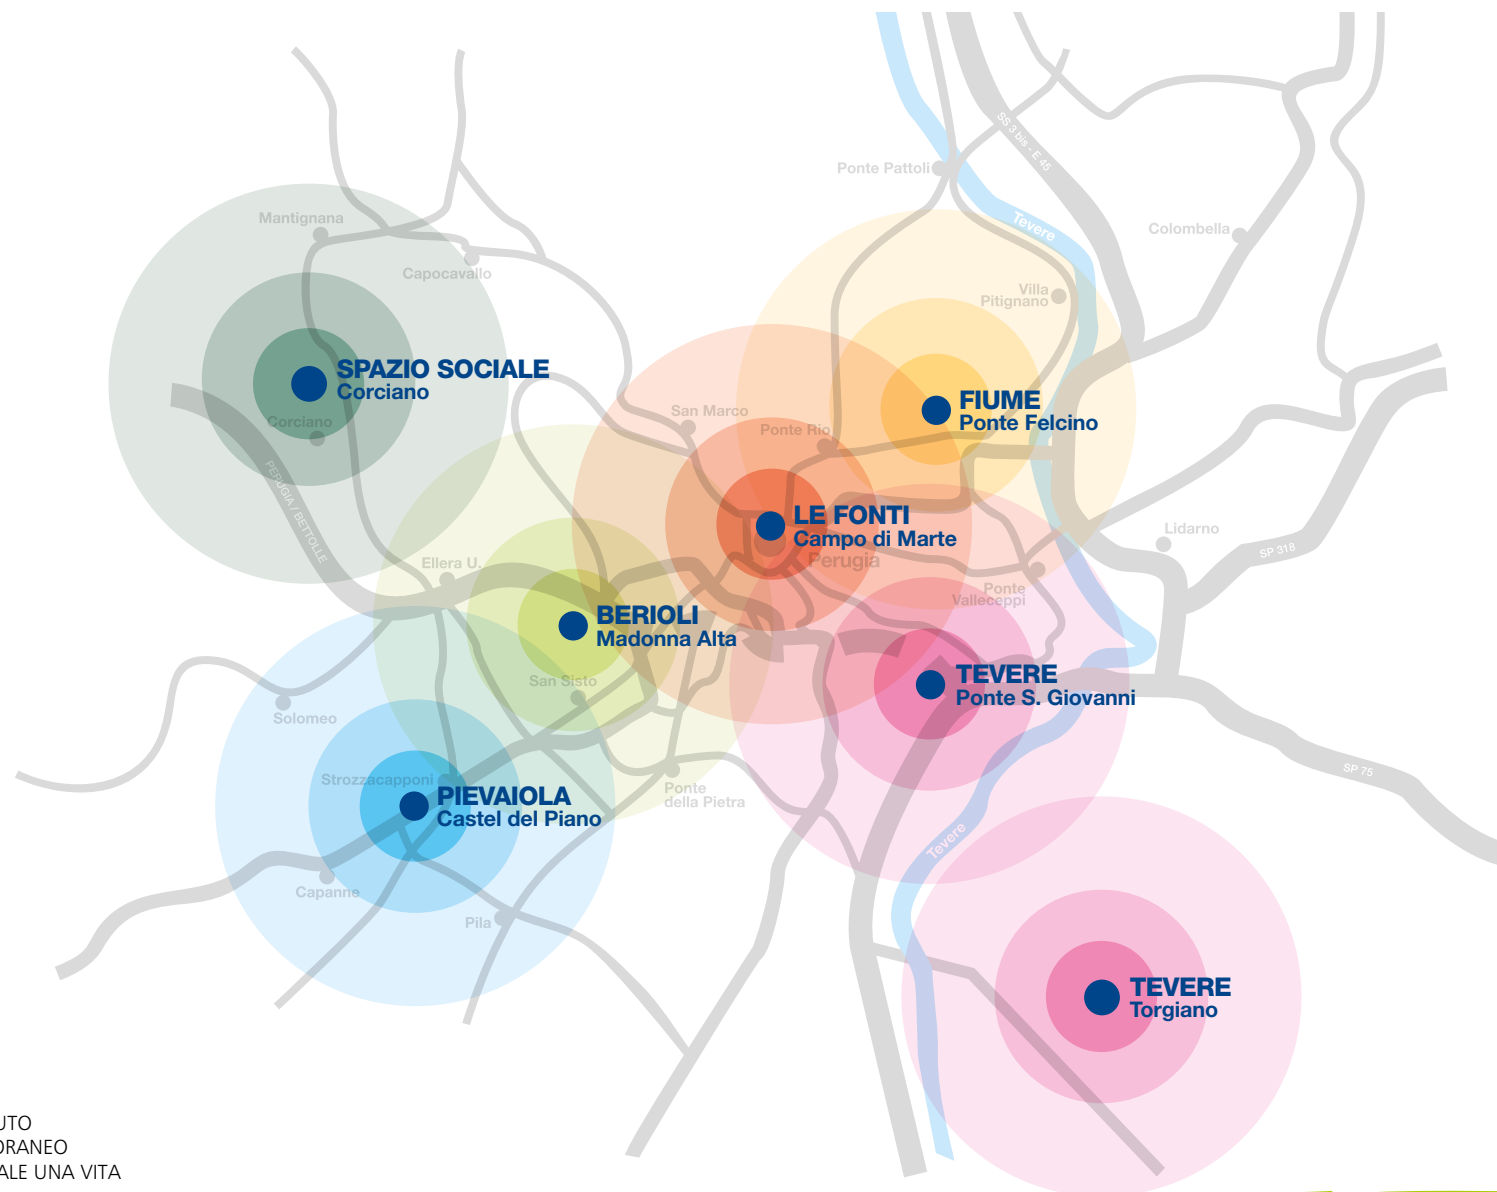 SS 3 bis - E 45
Ponte Pattoli
Tevere
Mantignana
Colombella
Capocavallo
Villa
Pitignano
SPAZIO SOCIALE
Corciano
FIUME
Ponte Felcino
San Marco
Corciano
Ponte Rio
PERUGIA / BETTOLLE
LE FONTI
Campo di Marte
Perugia
Lidarno
SP 318
Ellera U.
Ponte
Valleceppi
BERIOLI
Madonna Alta
San Sisto
TEVERE
Ponte S. Giovanni
Solomeo
SP 75
Strozzacapponi
PIEVAIOLA
Castel del Piano
Ponte
della Pietra
Tevere
Capanne
Pila
TEVERE
Torgiano
UTO
ORANEO
ALE UNA VITA